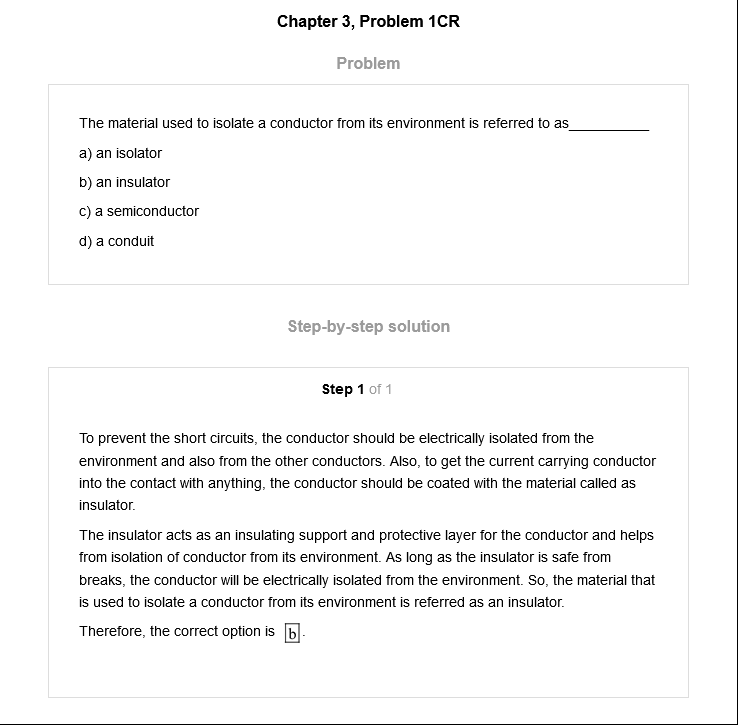 Chapter 3, Problem 1CR
Problem
The material used to isolate a conductor from its environment is referred to as___________
a) an isolator
b) an insulator
c) a semiconductor
d) a conduit
Step-by-step solution
Step 1 of 1
To prevent the short circuits, the conductor should be electrically isolated from the
environment and also from the other conductors. Also, to get the current carrying conductor
into the contact with anything, the conductor should be coated with the material called as
insulator.
The insulator acts as an insulating support and protective layer for the conductor and helps
from isolation of conductor from its environment. As long as the insulator is safe from
breaks, the conductor will be electrically isolated from the environment. So, the material that
is used to isolate a conductor from its environment is referred as an insulator.
Therefore, the correct option is b.